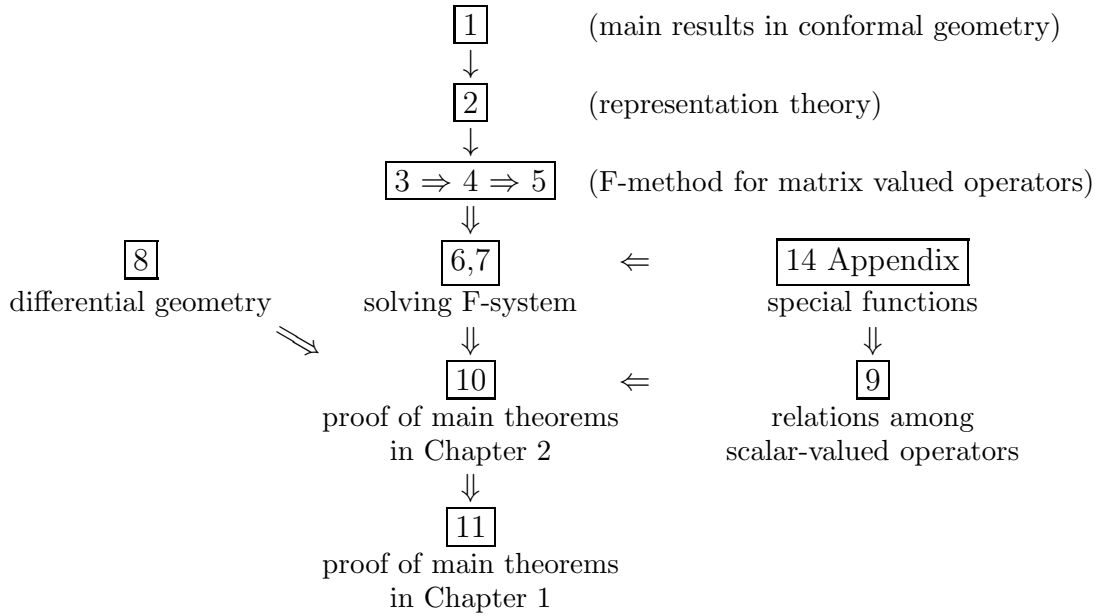 1 (main results in conformal geometry)
↓
2 (representation theory)
↓
3 ⇒ 4 ⇒ 5 (F-method for matrix valued operators)
⇓
8 6,7 ⇐ 14 Appendix
differential geometry solving F-system special functions
⇘ ⇓ ⇓
10 ⇐ 9
proof of main theorems relations among
in Chapter 2 scalar-valued operators
⇓
11
proof of main theorems
in Chapter 1